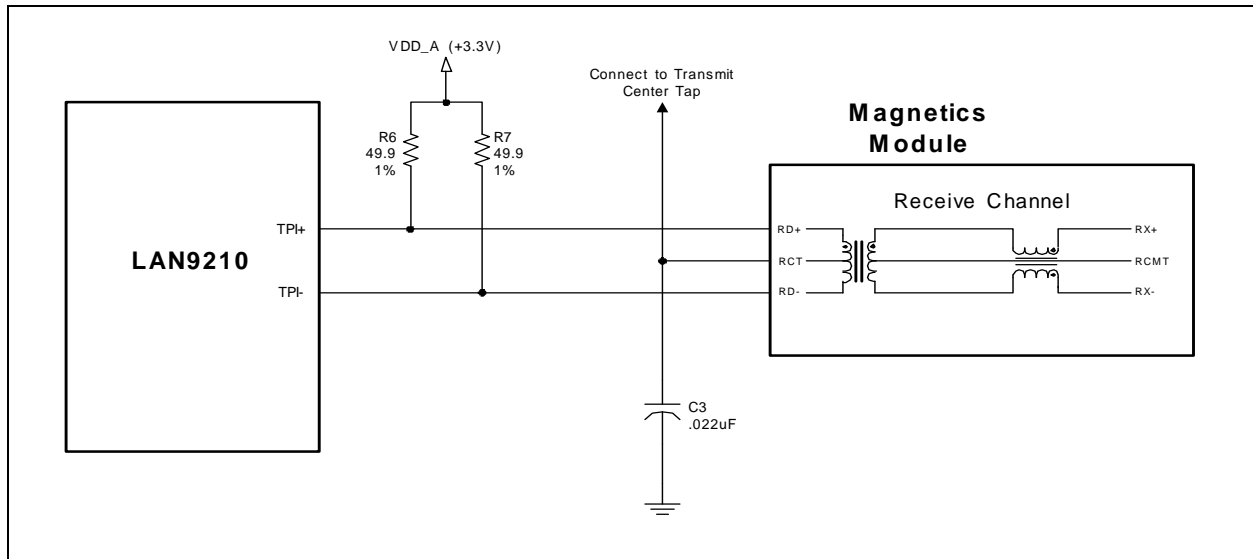 VDD_A (+3.3V)
Connect to Transmit
Center Tap
Magnetics
Module
R6
49.9
1%
R7
49.9
1%
Receive Channel
LAN9210
TPI+
TPI-
RD+
RCT
RD-
RX+
RCMT
RX-
C3
.022uF